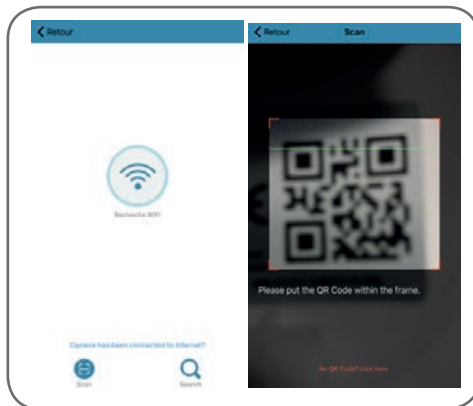 Retour
Recherche WIFI
Camera has been connected to Internet?
Scan
Search
Retour
Scan
Please put the QR Code within the frame.
No QR Code? click here.